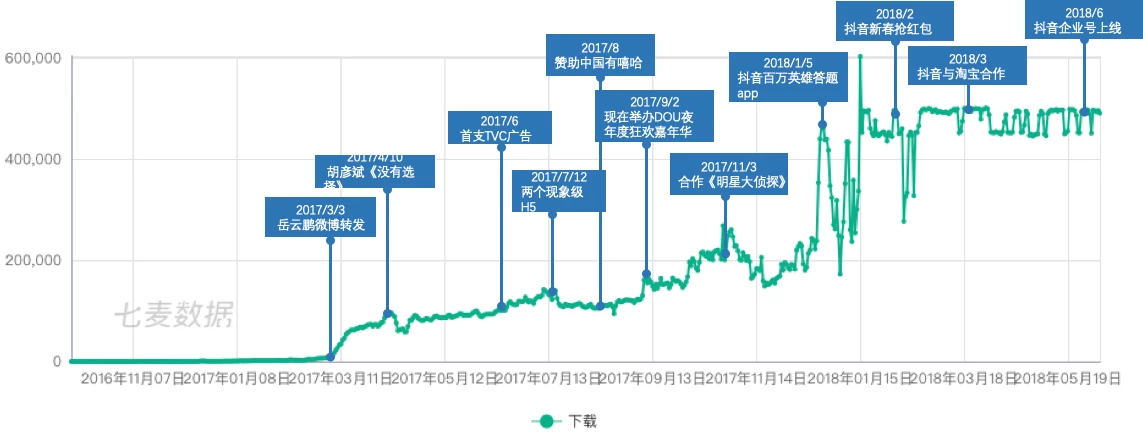 2018/2
抖音新春抢红包
2018/6
抖音企业号上线
2017/8
赞助中国有嘻哈
2018/1/5
抖音百万英雄答题
app
2018/3
抖音与淘宝合作
600,000
2017/9/2
现在举办DOU夜
年度狂欢嘉年华
2017/6
首支TVC广告
400,000
2017/4/10
胡彦斌《没有选
择》
2017/11/3
合作《明星大侦探》
2017/7/12
两个现象级
H5
2017/3/3
岳云鹏微博转发
200,000
七麦数据
0
2016年11月07日 2017年01月08日 2017年03月11日 2017年05月12日 2017年07月13日 2017年09月13日 2017年11月14日 2018年01月15日 2018年03月18日 2018年05月19日
下载